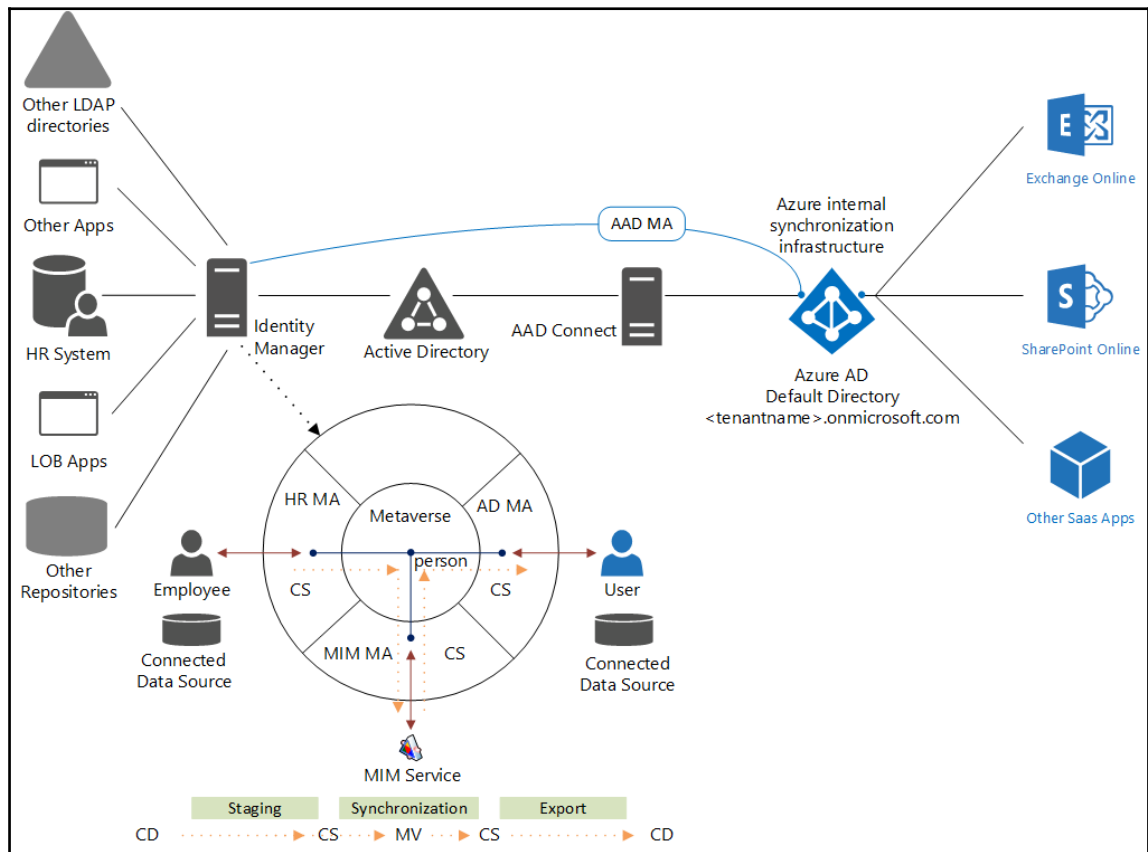 Other LDAP
directories
Other Apps
HR System
LOB Apps
Other
Repositories
Identity
Manager
Active Directory
AAD Connect
AAD MA
Azure internal
synchronization
infrastructure
Azure AD
Default Directory
<tenantname>.onmicrosoft.com
E
Exchange Online
S
SharePoint Online
Other Saas Apps
HR MA
Metaverse
AD MA
person
CS
CS
MIM MA
CS
Employee
Connected
Data Source
User
Connected
Data Source
MIM Service
Staging
Synchronization
Export
CD
CS
MV
CS
CD